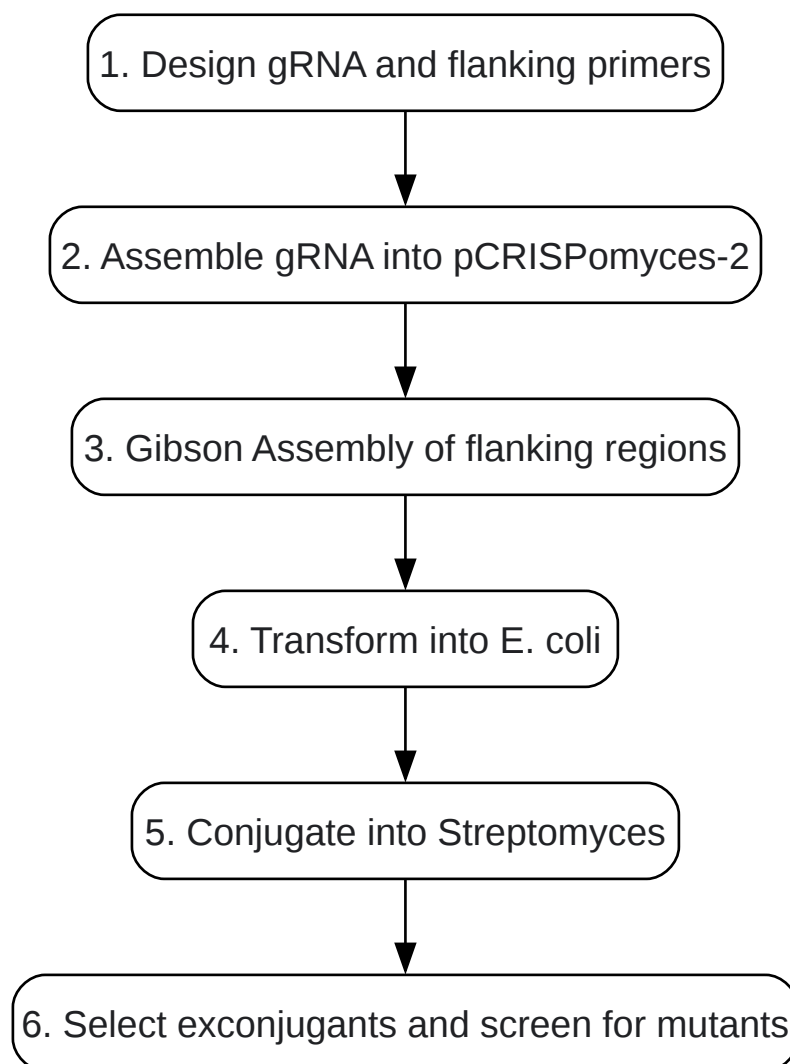 1. Design gRNA and flanking primers
2. Assemble gRNA into pCRISPomyces-2
3. Gibson Assembly of flanking regions
4. Transform into E. coli
5. Conjugate into Streptomyces
6. Select exconjugants and screen for mutants